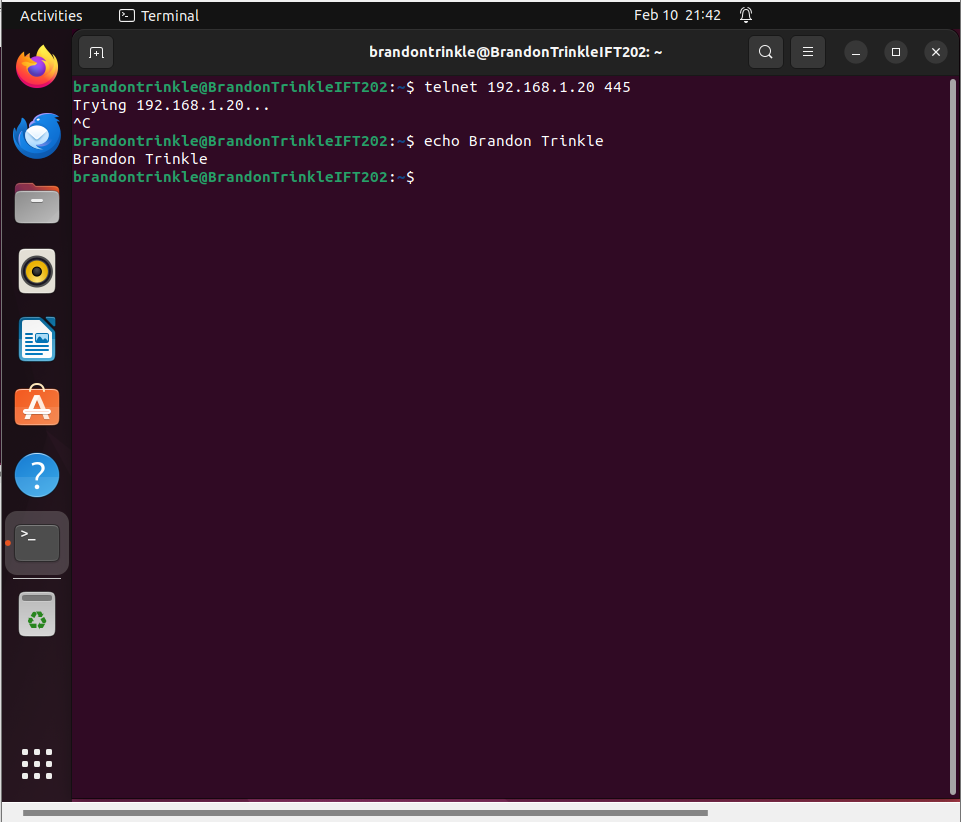 Activities Terminal Feb 10 21:42
brandontrinkle@BrandonTrinkleIFT202: ~
brandontrinkle@BrandonTrinkleIFT202:~$ telnet 192.168.1.20 445
Trying 192.168.1.20...
^C
brandontrinkle@BrandonTrinkleIFT202:~$ echo Brandon Trinkle
Brandon Trinkle
brandontrinkle@BrandonTrinkleIFT202:~$